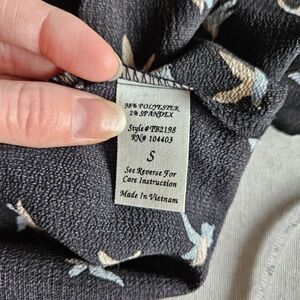 98% POLYESTER
2% SPANDEX
Style# TB2198
RN# 104403
S
See Reverse For
Care Instruction
Made In Vietnam